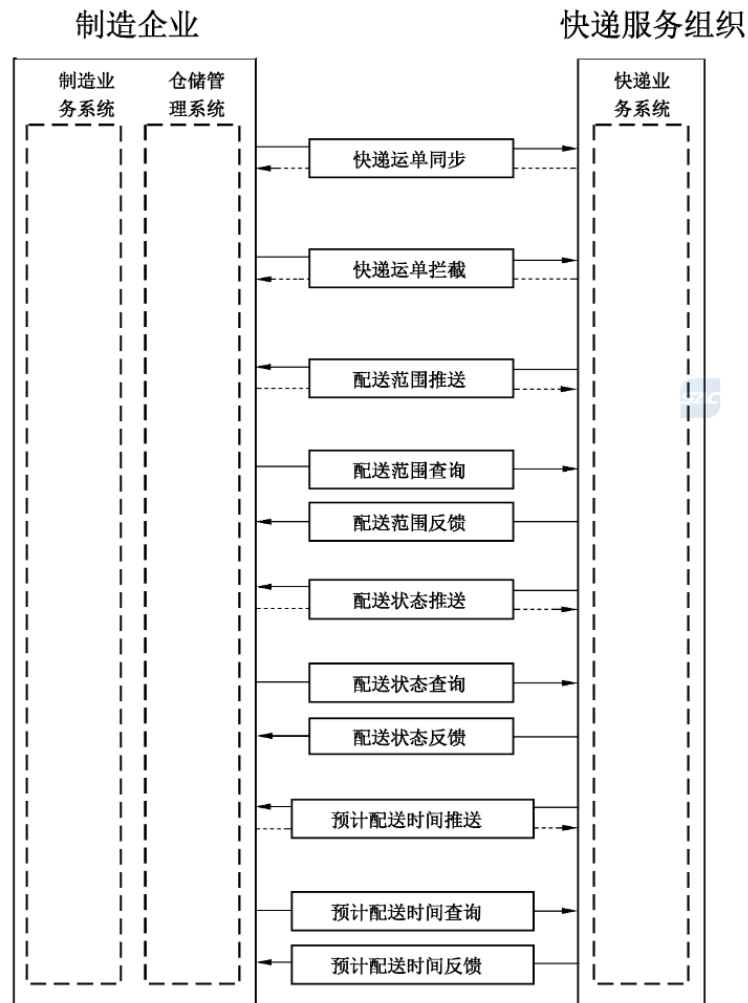 制造企业
快递服务组织
制造业
务系统
仓储管
理系统
快递业
务系统
快递运单同步
快递运单拦截
配送范围推送
配送范围查询
配送范围反馈
配送状态推送
配送状态查询
配送状态反馈
预计配送时间推送
预计配送时间查询
预计配送时间反馈